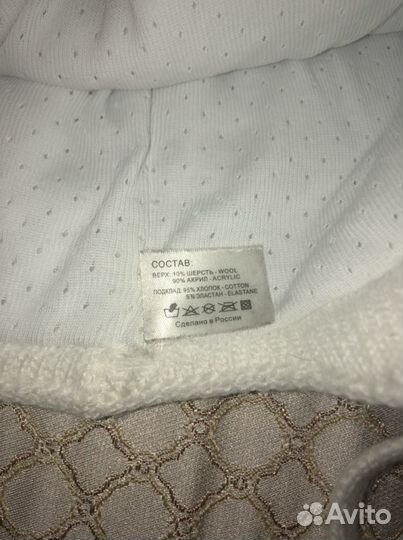 СОСТАВ:
ВЕРХ: 10% ШЕРСТЬ - WOOL
90% АКРИЛ - ACRYLIC
ПОДКЛАД: 95% ХЛОПОК - COTTON
5% ЭЛАСТАН - ELASTANE
Сделано в России
Avito